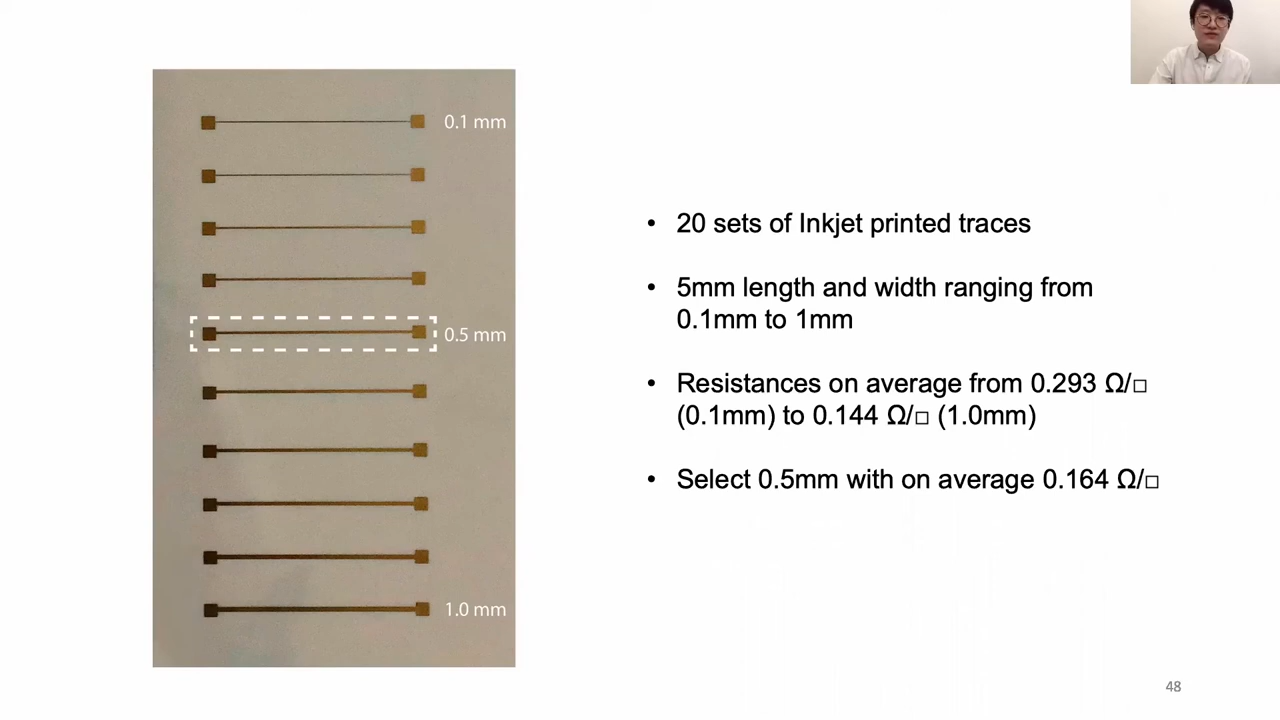 0.1 mm
0.5 mm
1.0 mm
• 20 sets of Inkjet printed traces
• 5mm length and width ranging from
0.1mm to 1mm
• Resistances on average from 0.293 Ω/□
(0.1mm) to 0.144 Ω/□ (1.0mm)
• Select 0.5mm with on average 0.164 Ω/□
48